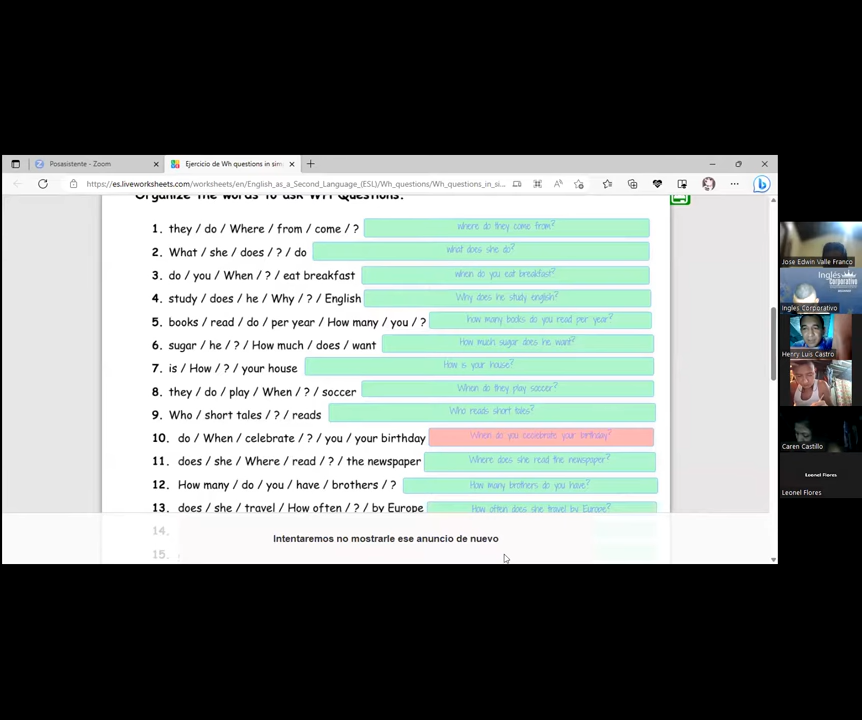 Posasistente - Zoom
Ejercicio de Wh questions in sim
https://es.liveworksheets.com/worksheets/en/English_as_a_Second_Language_(ESL)/Wh_questions/Wh_questions_in_si...
Organize the words to ask WH Questions.
1. they / do / Where / from / come / ? where do they come from?
2. What / she / does / ? / do what does she do?
3. do / you / When / ? / eat breakfast when do you eat breakfast?
4. study / does / he / Why / ? / English Why does he study english?
5. books / read / do / per year / How many / you / ? how many books do you read per year?
6. sugar / he / ? / How much / does / want How much sugar does he want?
7. is / How / ? / your house How is your house?
8. they / do / play / When / ? / soccer When do they play soccer?
9. Who / short tales / ? / reads Who reads short tales?
10. do / When / celebrate / ? / you / your birthday When do you ccelebrate your birthday?
11. does / she / Where / read / ? / the newspaper Where does she read the newspaper?
12. How many / do / you / have / brothers / ? How many brothers do you have?
13. does / she / travel / How often / ? / by Europe How often does she travel by Europe?
14.
15.
Intentaremos no mostrarle ese anuncio de nuevo
Jose Edwin Valle Franco
Inglés
Corporativo
Ingles Corporativo
Henry Luis Castro
Caren Castillo
Leonel Flores
Leonel Flores